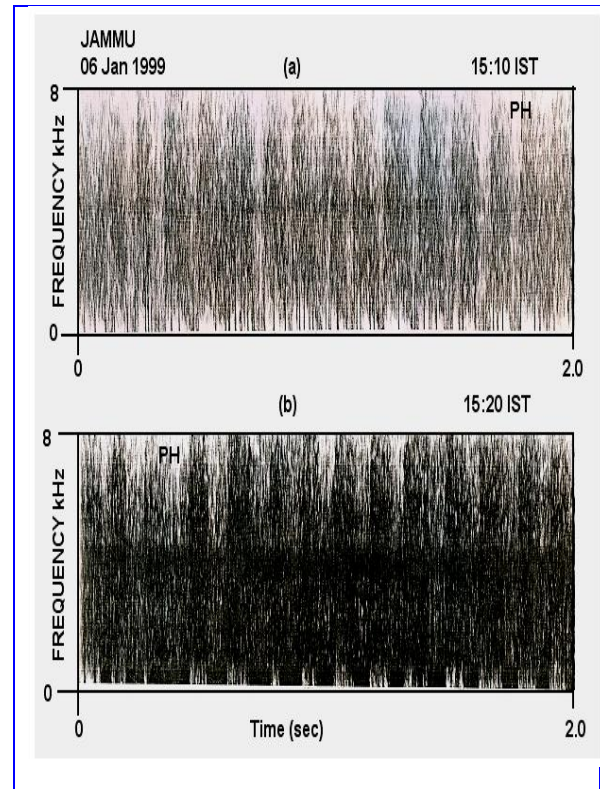 JAMMU
06 Jan 1999 (a) 15:10 IST
8
PH
FREQUENCY kHz
0
0 2.0
(b) 15:20 IST
8
PH
FREQUENCY kHz
0
0 Time (sec) 2.0